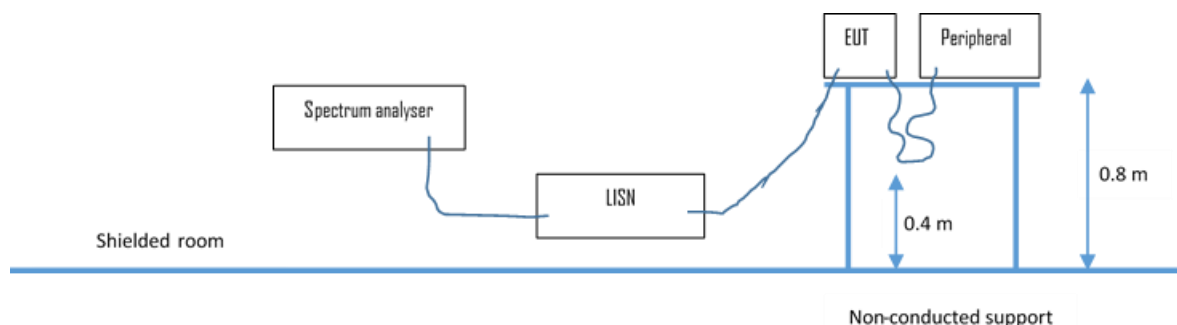 EUT
Peripheral
Spectrum analyser
LISN
0.8 m
0.4 m
Shielded room
Non-conducted support